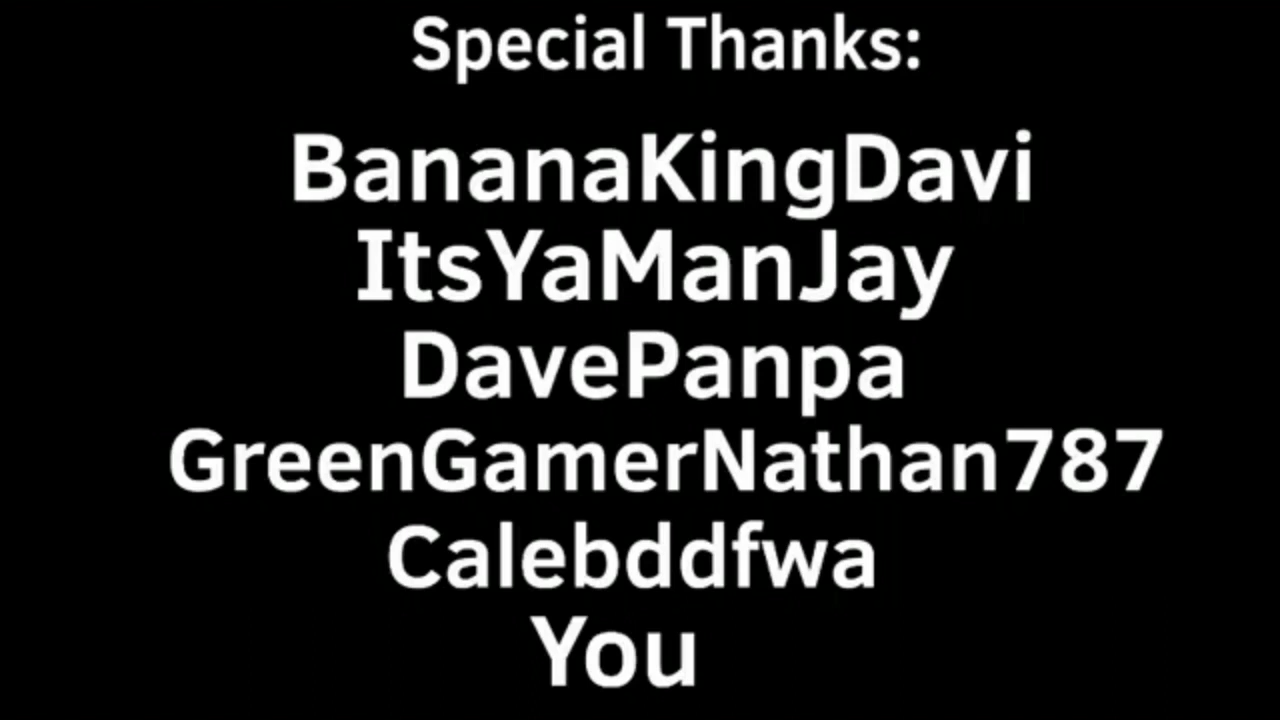 Special Thanks:
BananaKingDavi
ItsYaManJay
DavePanpa
GreenGamerNathan787
Calebddfwa
You